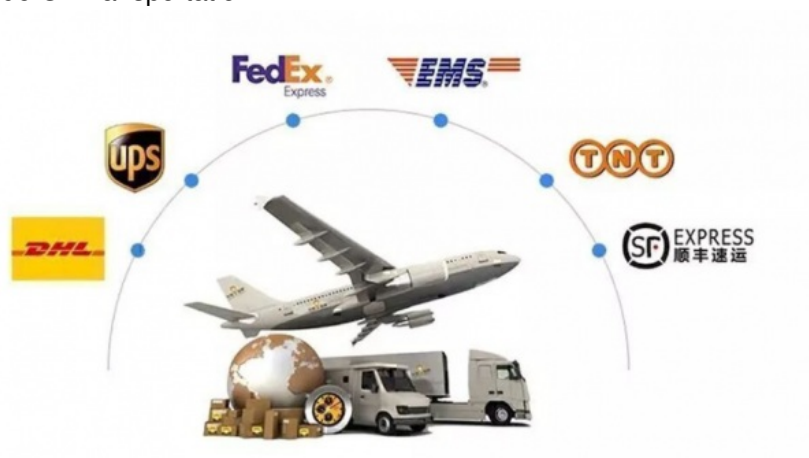 FedEx®
Express
EMS®
ups
TNT
DHL
SF EXPRESS
顺丰速运